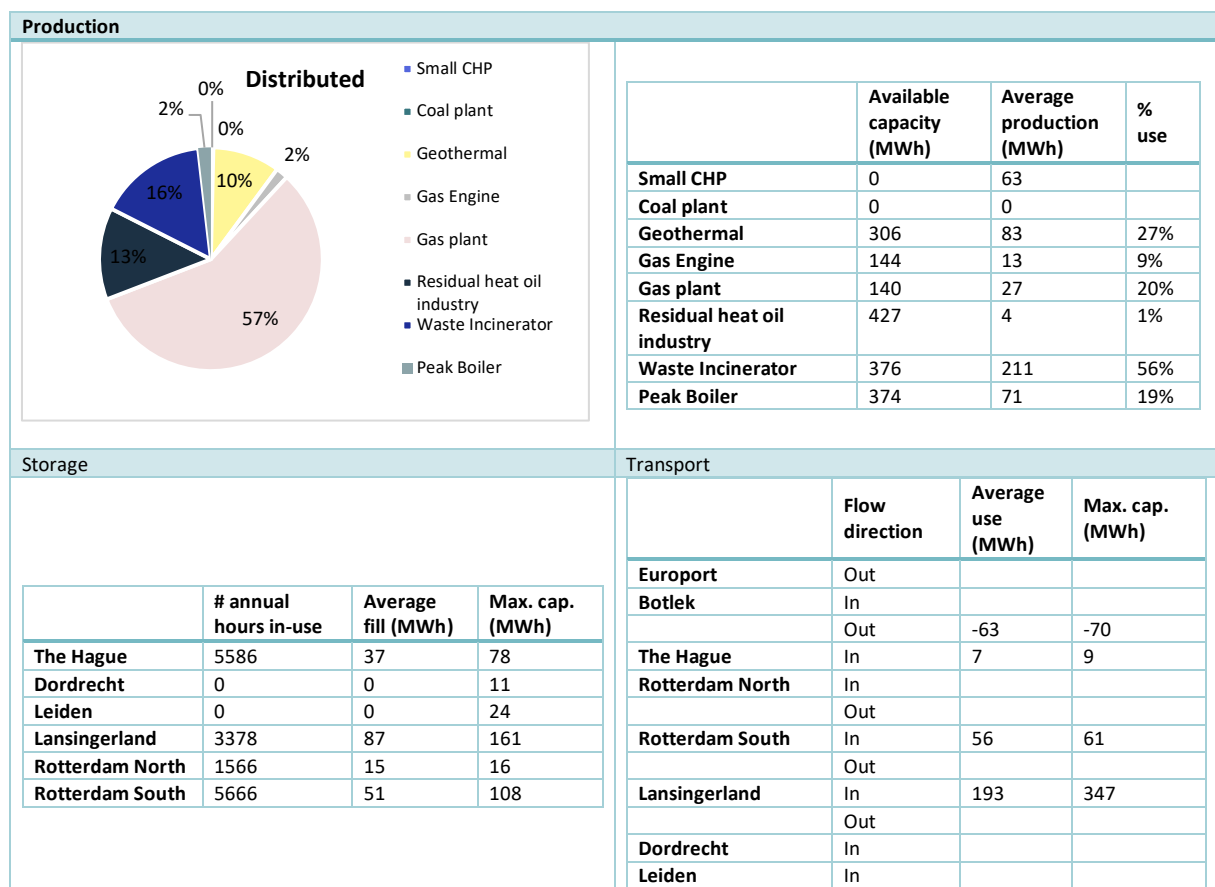 Production
Distributed
0%
2%
0%
2%
10%
16%
13%
57%
Small CHP
Coal plant
Geothermal
Gas Engine
Gas plant
Residual heat oil
industry
Waste Incinerator
Peak Boiler
Available Average %
capacity production use
(MWh) (MWh)
Small CHP 0 63
Coal plant 0 0
Geothermal 306 83 27%
Gas Engine 144 13 9%
Gas plant 140 27 20%
Residual heat oil 427 4 1%
industry
Waste Incinerator 376 211 56%
Peak Boiler 374 71 19%
Storage
# annual Average Max. cap.
hours in-use fill (MWh) (MWh)
The Hague 5586 37 78
Dordrecht 0 0 11
Leiden 0 0 24
Lansingerland 3378 87 161
Rotterdam North 1566 15 16
Rotterdam South 5666 51 108
Transport
Flow Average Max. cap.
direction use (MWh)
(MWh)
Europort Out
Botlek In
Out -63 -70
The Hague In 7 9
Rotterdam North In
Out
Rotterdam South In 56 61
Out
Lansingerland In 193 347
Out
Dordrecht In
Leiden In